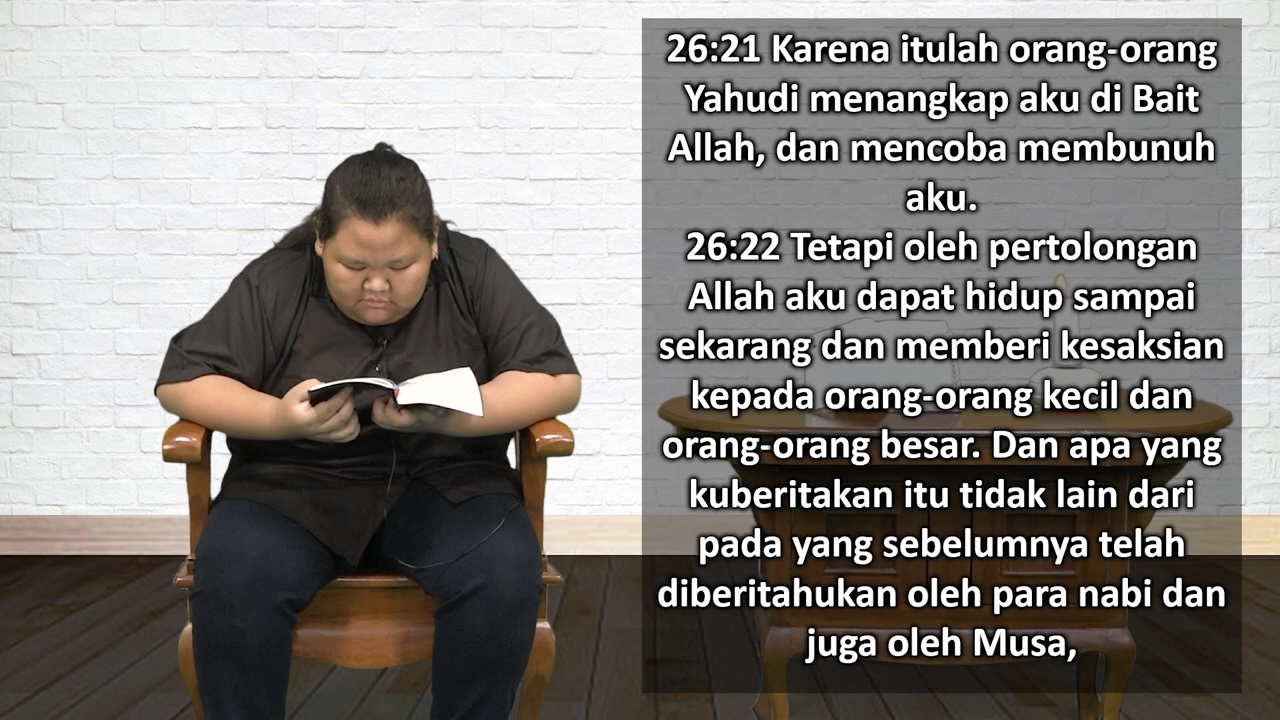 26:21 Karena itulah orang-orang
Yahudi menangkap aku di Bait
Allah, dan mencoba membunuh
aku.
26:22 Tetapi oleh pertolongan
Allah aku dapat hidup sampai
sekarang dan memberi kesaksian
kepada orang-orang kecil dan
orang-orang besar. Dan apa yang
kuberitakan itu tidak lain dari
pada yang sebelumnya telah
diberitahukan oleh para nabi dan
juga oleh Musa,